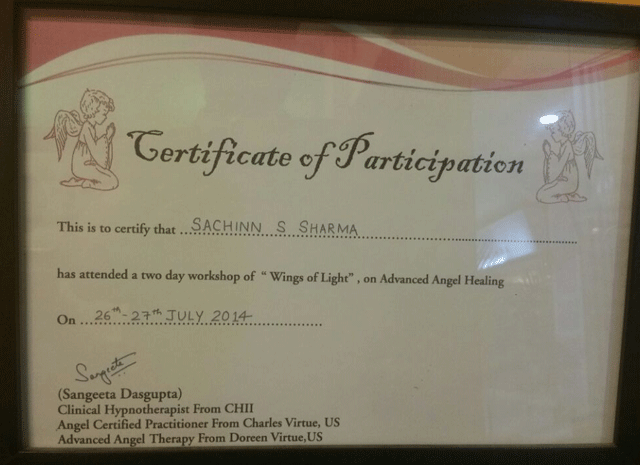 Certificate of Participation
This is to certify that SACHINN S SHARMA
has attended a two day workshop of " Wings of Light" , on Advanced Angel Healing
On 26th-27th JULY 2014
Sangeeta
(Sangeeta Dasgupta)
Clinical Hypnotherapist From CHII
Angel Certified Practitioner From Charles Virtue, US
Advanced Angel Therapy From Doreen Virtue,US